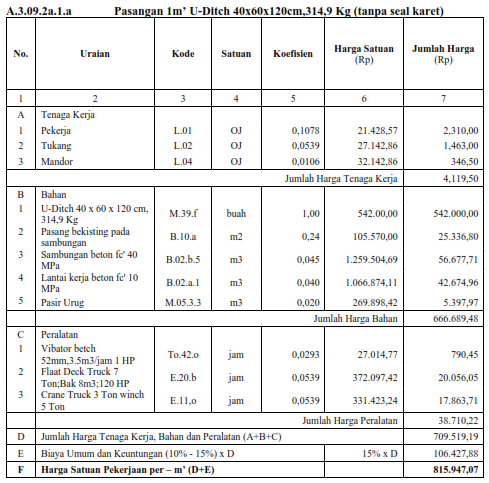 A.3.09.2a.1.a Pasangan 1m’ U-Ditch 40x60x120cm,314,9 Kg (tanpa seal karet)
No. Uraian Kode Satuan Koefisien Harga Satuan (Rp) Jumlah Harga (Rp)
1 2 3 4 5 6 7
A Tenaga Kerja
1 Pekerja L.01 OJ 0,1078 21.428,57 2,310,00
2 Tukang L.02 OJ 0,0539 27.142,86 1,463,00
3 Mandor L.04 OJ 0,0106 32.142,86 346,50
Jumlah Harga Tenaga Kerja 4,119,50
B Bahan
1 U-Ditch 40 x 60 x 120 cm, 314,9 Kg M.39.f buah 1,00 542.00,00 542.000,00
2 Pasang bekisting pada sambungan B.10.a m2 0,24 105.570,00 25.336,80
3 Sambungan beton fc' 40 MPa B.02.b.5 m3 0,045 1.259.504,69 56.677,71
4 Lantai kerja beton fc' 10 MPa B.02.a.1 m3 0,040 1.066.874,11 42.674,96
5 Pasir Urug M.05.3.3 m3 0,020 269.898,42 5.397,97
Jumlah Harga Bahan 666.689,48
C Peralatan
1 Vibator betch 52mm,3.5m3/jam 1 HP To.42.o jam 0,0293 27.014,77 790,45
2 Flaat Deck Truck 7 Ton;Bak 8m3;120 HP E.20.b jam 0,0539 372.097,42 20.056,05
3 Crane Truck 3 Ton winch 5 Ton E.11,o jam 0,0539 331.423,24 17.863,71
Jumlah Harga Peralatan 38.710,22
D Jumlah Harga Tenaga Kerja, Bahan dan Peralatan (A+B+C) 709.519,19
E Biaya Umum dan Keuntungan (10% - 15%) x D 15% x D 106.427,88
F Harga Satuan Pekerjaan per – m’ (D+E) 815.947,07